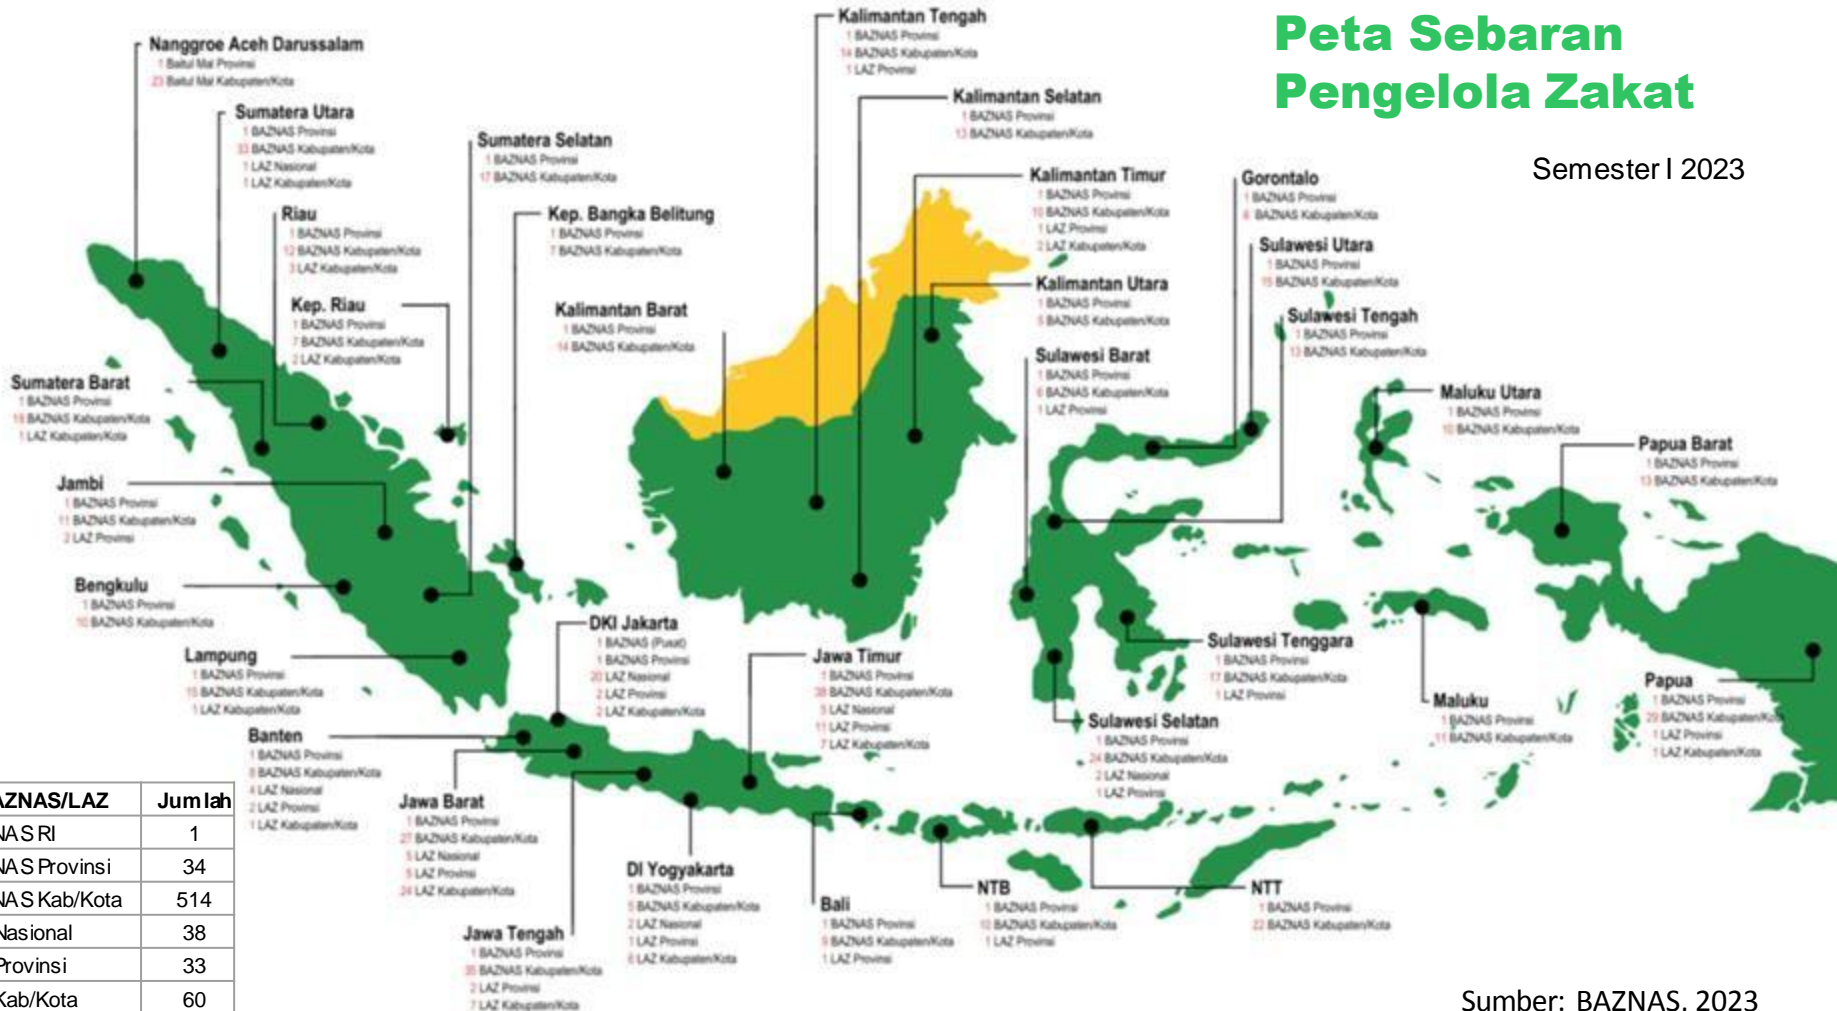 Peta Sebaran
Pengelola Zakat
Semester I 2023
Nanggroe Aceh Darussalam
1 Baitul Mal Provinsi
23 Baitul Mal Kabupaten/Kota
Sumatera Utara
1 BAZNAS Provinsi
33 BAZNAS Kabupaten/Kota
1 LAZ Nasional
1 LAZ Kabupaten/Kota
Riau
1 BAZNAS Provinsi
12 BAZNAS Kabupaten/Kota
3 LAZ Kabupaten/Kota
Kep. Riau
1 BAZNAS Provinsi
7 BAZNAS Kabupaten/Kota
2 LAZ Kabupaten/Kota
Sumatera Barat
1 BAZNAS Provinsi
19 BAZNAS Kabupaten/Kota
1 LAZ Kabupaten/Kota
Jambi
1 BAZNAS Provinsi
11 BAZNAS Kabupaten/Kota
2 LAZ Provinsi
Bengkulu
1 BAZNAS Provinsi
10 BAZNAS Kabupaten/Kota
Lampung
1 BAZNAS Provinsi
15 BAZNAS Kabupaten/Kota
1 LAZ Kabupaten/Kota
Sumatera Selatan
1 BAZNAS Provinsi
17 BAZNAS Kabupaten/Kota
Kep. Bangka Belitung
1 BAZNAS Provinsi
7 BAZNAS Kabupaten/Kota
Kalimantan Barat
1 BAZNAS Provinsi
14 BAZNAS Kabupaten/Kota
Kalimantan Tengah
1 BAZNAS Provinsi
14 BAZNAS Kabupaten/Kota
1 LAZ Provinsi
Kalimantan Selatan
1 BAZNAS Provinsi
13 BAZNAS Kabupaten/Kota
Kalimantan Timur
1 BAZNAS Provinsi
10 BAZNAS Kabupaten/Kota
1 LAZ Provinsi
2 LAZ Kabupaten/Kota
Kalimantan Utara
1 BAZNAS Provinsi
5 BAZNAS Kabupaten/Kota
Sulawesi Barat
1 BAZNAS Provinsi
6 BAZNAS Kabupaten/Kota
1 LAZ Provinsi
Gorontalo
1 BAZNAS Provinsi
6 BAZNAS Kabupaten/Kota
Sulawesi Utara
1 BAZNAS Provinsi
15 BAZNAS Kabupaten/Kota
Sulawesi Tengah
1 BAZNAS Provinsi
13 BAZNAS Kabupaten/Kota
Maluku Utara
1 BAZNAS Provinsi
10 BAZNAS Kabupaten/Kota
Papua Barat
1 BAZNAS Provinsi
13 BAZNAS Kabupaten/Kota
DKI Jakarta
1 BAZNAS (Pusat)
1 BAZNAS Provinsi
20 LAZ Nasional
2 LAZ Provinsi
2 LAZ Kabupaten/Kota
Jawa Timur
1 BAZNAS Provinsi
38 BAZNAS Kabupaten/Kota
5 LAZ Nasional
11 LAZ Provinsi
7 LAZ Kabupaten/Kota
Sulawesi Tenggara
1 BAZNAS Provinsi
17 BAZNAS Kabupaten/Kota
1 LAZ Provinsi
Sulawesi Selatan
1 BAZNAS Provinsi
24 BAZNAS Kabupaten/Kota
2 LAZ Nasional
1 LAZ Provinsi
Maluku
1 BAZNAS Provinsi
11 BAZNAS Kabupaten/Kota
Papua
1 BAZNAS Provinsi
29 BAZNAS Kabupaten/Kota
1 LAZ Provinsi
1 LAZ Kabupaten/Kota
Banten
1 BAZNAS Provinsi
8 BAZNAS Kabupaten/Kota
4 LAZ Nasional
2 LAZ Provinsi
1 LAZ Kabupaten/Kota
Jawa Barat
1 BAZNAS Provinsi
27 BAZNAS Kabupaten/Kota
5 LAZ Nasional
5 LAZ Provinsi
24 LAZ Kabupaten/Kota
Jawa Tengah
1 BAZNAS Provinsi
35 BAZNAS Kabupaten/Kota
2 LAZ Provinsi
7 LAZ Kabupaten/Kota
DI Yogyakarta
1 BAZNAS Provinsi
5 BAZNAS Kabupaten/Kota
2 LAZ Nasional
1 LAZ Provinsi
6 LAZ Kabupaten/Kota
Bali
1 BAZNAS Provinsi
9 BAZNAS Kabupaten/Kota
1 LAZ Provinsi
NTB
1 BAZNAS Provinsi
10 BAZNAS Kabupaten/Kota
1 LAZ Provinsi
NTT
1 BAZNAS Provinsi
22 BAZNAS Kabupaten/Kota
AZNAS/LAZ Jumlah
NAS RI 1
NAS Provinsi 34
NAS Kab/Kota 514
Nasional 38
Provinsi 33
Kab/Kota 60
Sumber: BAZNAS, 2023